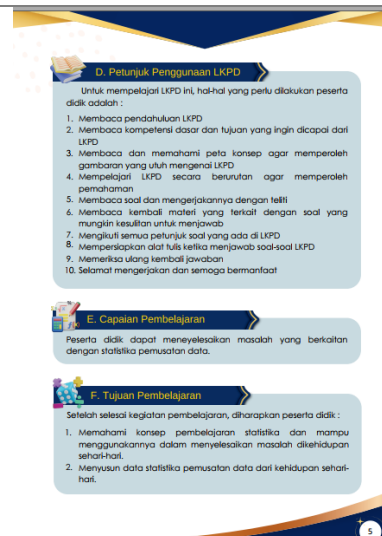 D. Petunjuk Penggunaan LKPD
Untuk mempelajari LKPD ini, hal-hal yang perlu dilakukan peserta
didik adalah :
1. Membaca pendahuluan LKPD
2. Membaca kompetensi dasar dan tujuan yang ingin dicapai dari
LKPD
3. Membaca dan memahami peta konsep agar memperoleh
gambaran yang utuh mengenai LKPD
4. Mempelajari LKPD secara berurutan agar memperoleh
pemahaman
5. Membaca soal dan mengerjakannya dengan teliti
6. Membaca kembali materi yang terkait dengan soal yang
mungkin kesulitan untuk menjawab
7. Mengikuti semua petunjuk soal yang ada di LKPD
8. Mempersiapkan alat tulis ketika menjawab soal-soal LKPD
9. Memeriksa ulang kembali jawaban
10. Selamat mengerjakan dan semoga bermanfaat
E. Capaian Pembelajaran
Peserta didik dapat meneyelesaikan masalah yang berkaitan
dengan statistika pemusatan data.
F. Tujuan Pembelajaran
Setelah selesai kegiatan pembelajaran, diharapkan peserta didik :
1. Memahami konsep pembelajaran statistika dan mampu
menggunakannya dalam menyelesaikan masalah dikehidupan
sehari-hari.
2. Menyusun data statistika pemusatan data dari kehidupan sehari-
hari.
5